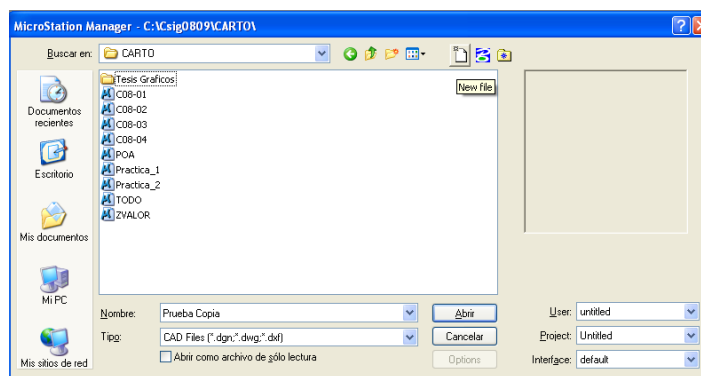 MicroStation Manager - C:\Csig0809\CARTO\
Buscar en: CARTO
New file
Documentos recientes
Escritorio
Mis documentos
Mi PC
Mis sitios de red
Tesis Graficos
C08-01
C08-02
C08-03
C08-04
POA
Practica_1
Practica_2
TODO
ZVALOR
Nombre: Prueba Copia Abrir
Tipo: CAD Files (*.dgn;*.dwg;*.dxf) Cancelar
Abrir como archivo de sólo lectura Options
User: untitled
Project: Untitled
Interface: default